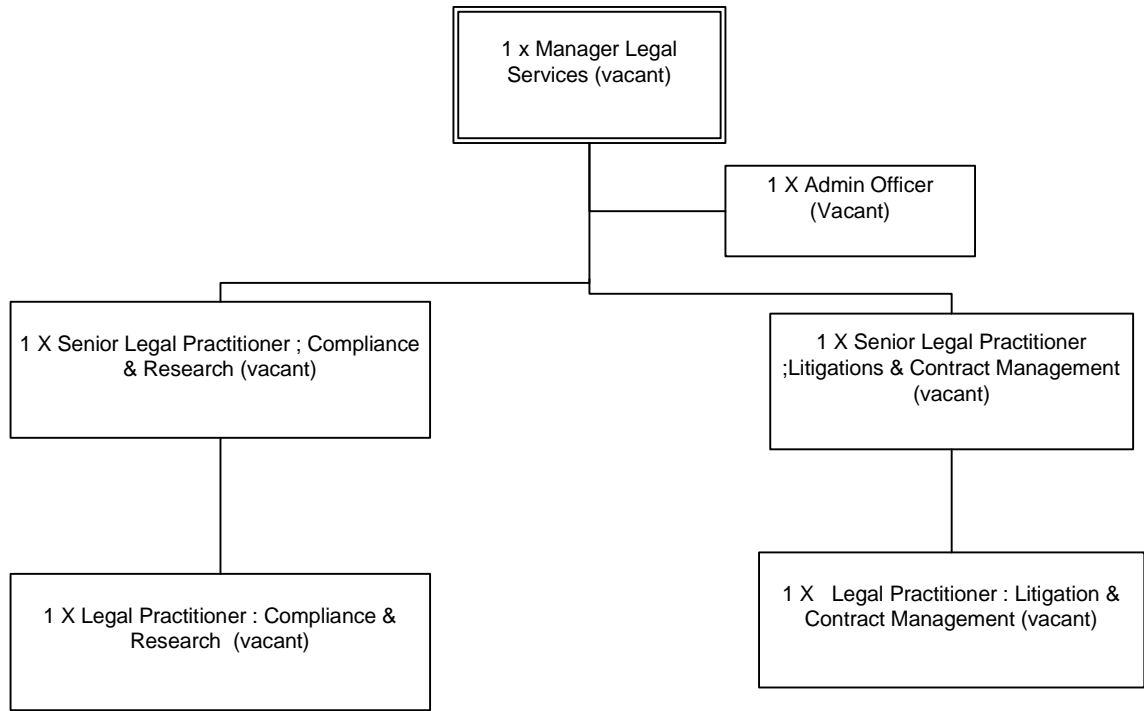 1 x Manager Legal
Services (vacant)
1 X Admin Officer
(Vacant)
1 X Senior Legal Practitioner ; Compliance
& Research (vacant)
1 X Senior Legal Practitioner
;Litigations & Contract Management
(vacant)
1 X Legal Practitioner : Compliance &
Research  (vacant)
1 X   Legal Practitioner : Litigation &
Contract Management (vacant)